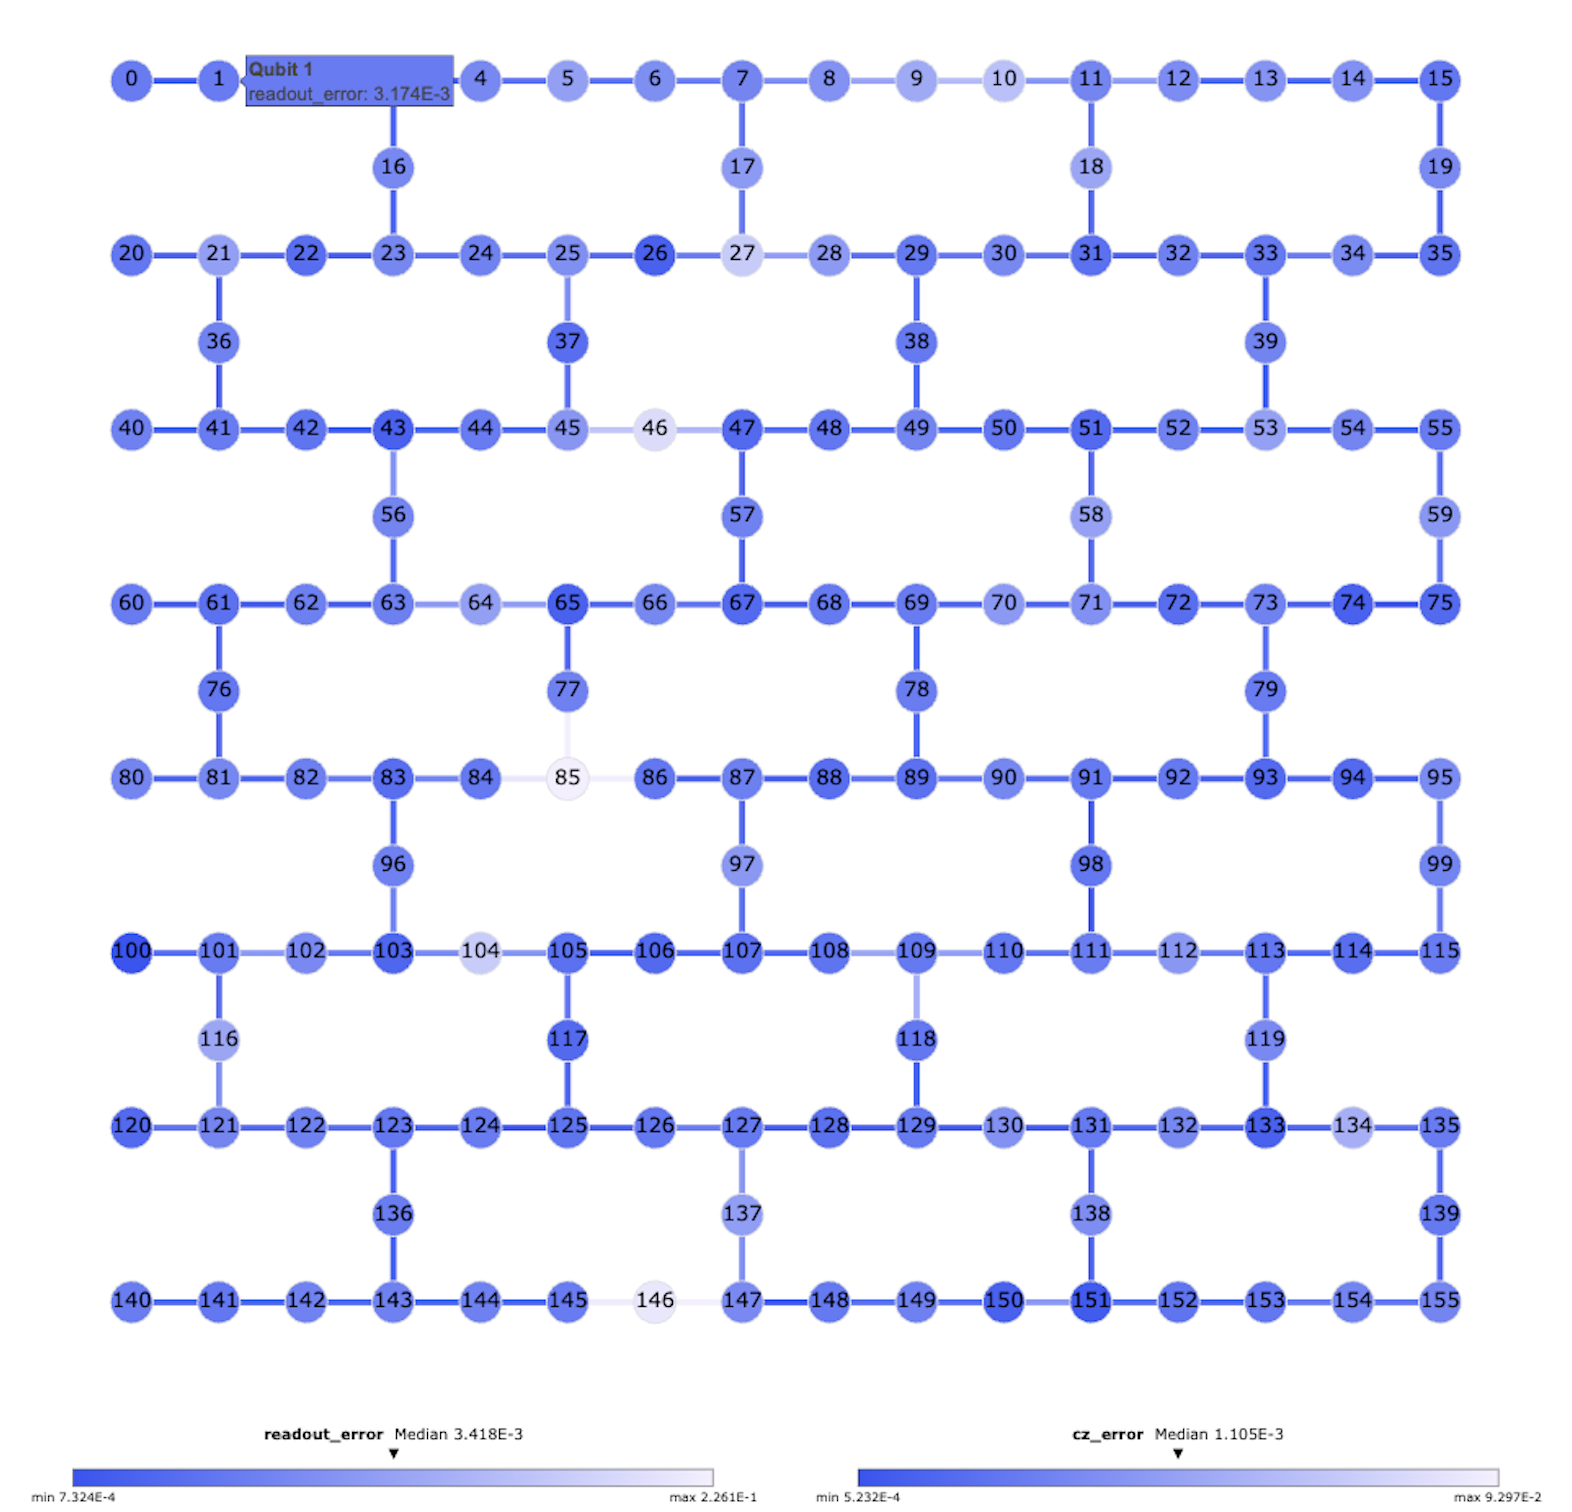 0 1 Qubit 1 4 5 6 7 8 9 10 11 12 13 14 15
readout_error: 3.174E-3
16 17 18 19
20 21 22 23 24 25 26 27 28 29 30 31 32 33 34 35
36 37 38 39
40 41 42 43 44 45 46 47 48 49 50 51 52 53 54 55
56 57 58 59
60 61 62 63 64 65 66 67 68 69 70 71 72 73 74 75
76 77 78 79
80 81 82 83 84 85 86 87 88 89 90 91 92 93 94 95
96 97 98 99
100 101 102 103 104 105 106 107 108 109 110 111 112 113 114 115
116 117 118 119
120 121 122 123 124 125 126 127 128 129 130 131 132 133 134 135
136 137 138 139
140 141 142 143 144 145 146 147 148 149 150 151 152 153 154 155
readout_error Median 3.418E-3
min 7.324E-4 max 2.261E-1
cz_error Median 1.105E-3
min 5.232E-4 max 9.297E-2